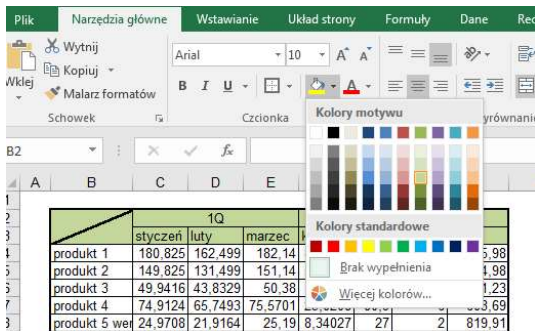 Plik Narzędzia główne Wstawianie Układ strony Formuły Dane Rec
Wytnij
Kopiuj
Malarz formatów
Wklej
Arial 10 A A
B I U A
Schowek Czcionka
Kolory motywu
B2 fx
A B C D E
1Q
styczeń luty marzec
produkt 1 180,825 162,499 182,14
produkt 2 149,825 131,499 151,14
produkt 3 49,9416 43,8329 50,38
produkt 4 74,9124 65,7493 75,5701
produkt 5 wer 24,9708 21,9164 25,19 8,34027 27 2 819,91
Kolory standardowe
Brak wypełnienia
Więcej kolorów...